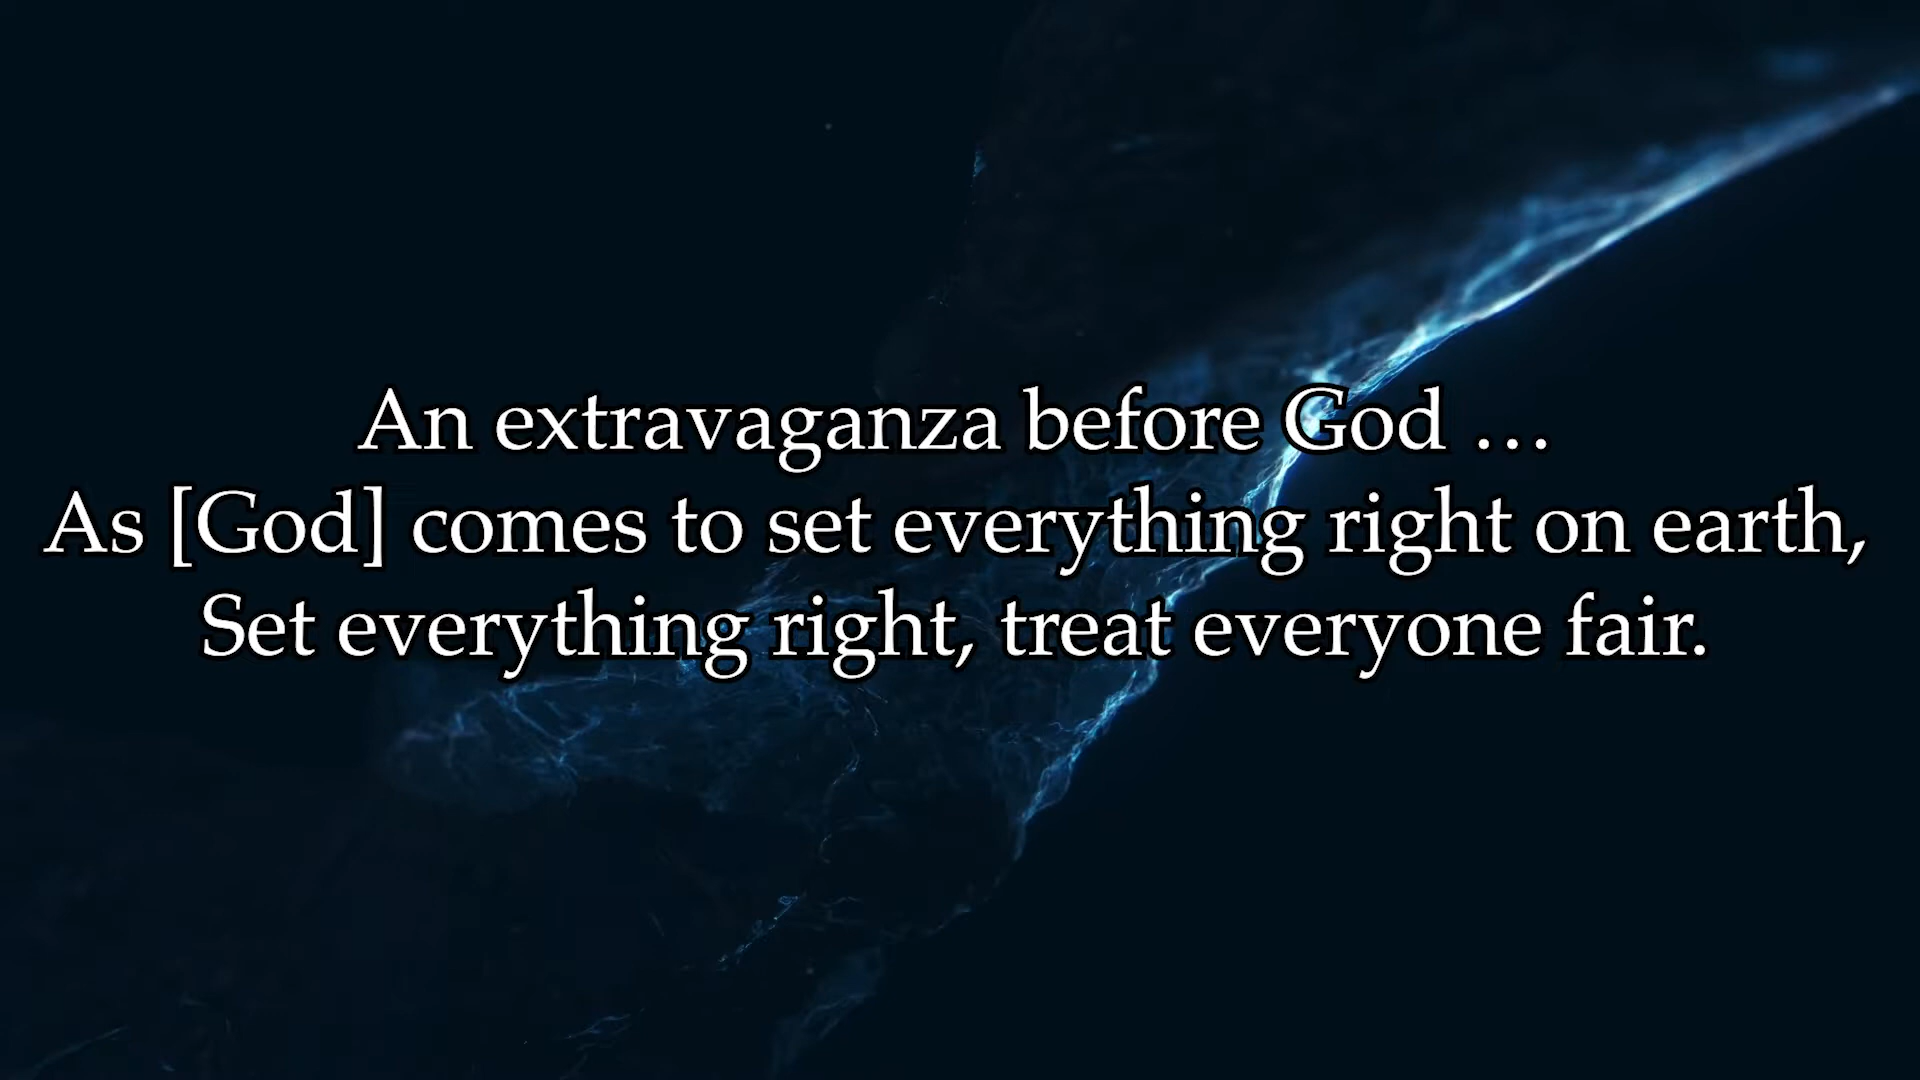 An extravaganza before God …
As [God] comes to set everything right on earth,
Set everything right, treat everyone fair.